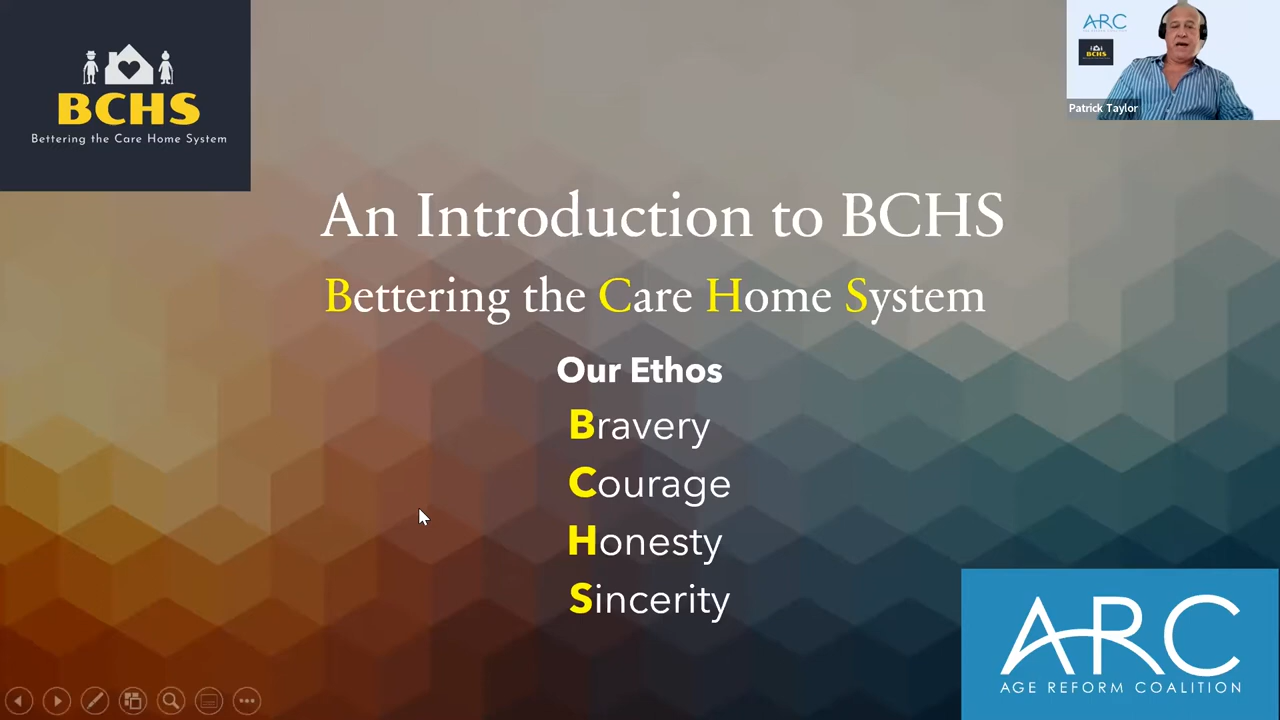 BCHS
Bettering the Care Home System
ARC
BCHS
Patrick Taylor
An Introduction to BCHS
Bettering the Care Home System
Our Ethos
Bravery
Courage
Honesty
Sincerity
ARC
AGE REFORM COALITION